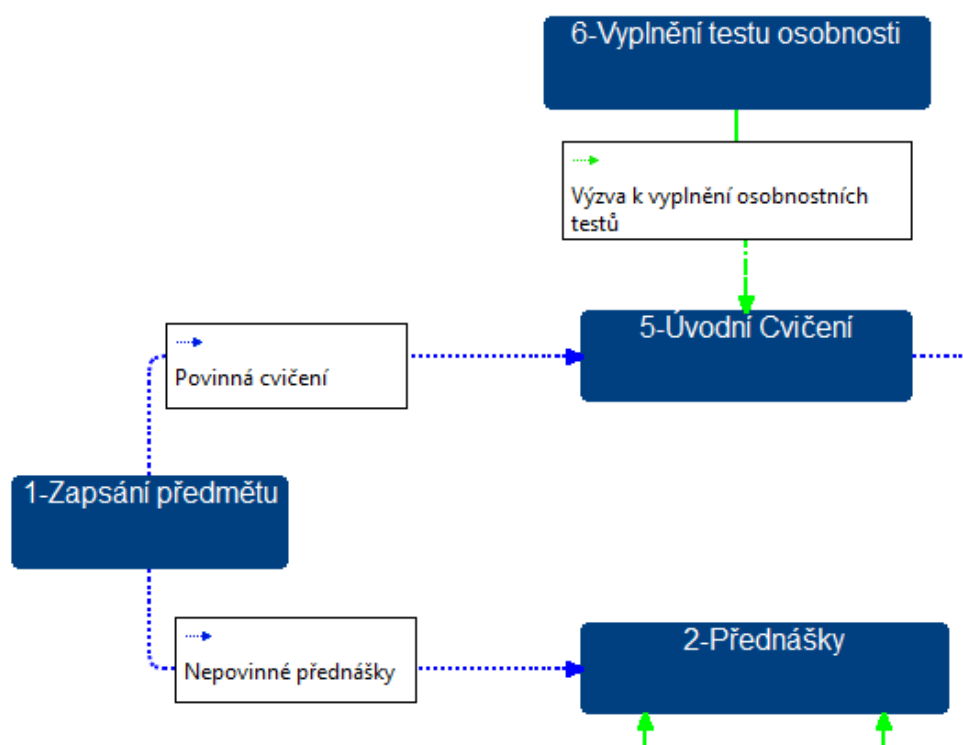 6-Vyplnění testu osobnosti
Výzva k vyplnění osobnostních
testů
5-Úvodní Cvičení
Povinná cvičení
1-Zapsání předmětu
2-Přednášky
Nepovinné přednášky